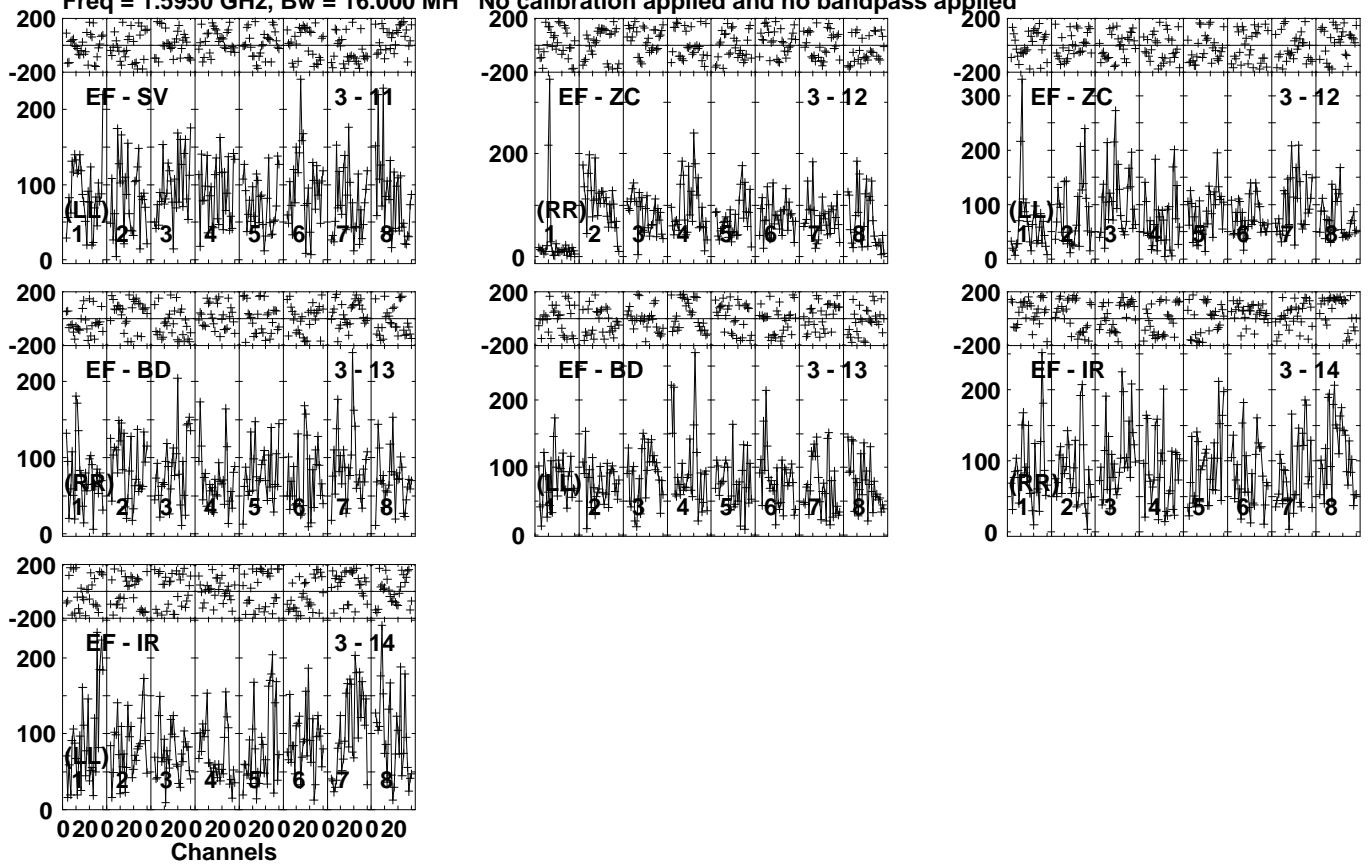 Freq = 1.5950 GHz, Bw = 16.000 MH No calibration applied and no bandpass applied
200
-200
200
100
0
EF - SV
3 - 11
(LL)
1 2 3 4 5 6 7 8
200
-200
200
0
EF - ZC
3 - 12
(RR)
1 2 3 4 5 6 7 8
200
-200
300
200
100
0
EF - ZC
3 - 12
(LL)
1 2 3 4 5 6 7 8
200
-200
200
100
0
EF - BD
3 - 13
(RR)
1 2 3 4 5 6 7 8
200
-200
200
100
0
EF - BD
3 - 13
(LL)
1 2 3 4 5 6 7 8
200
-200
200
100
0
EF - IR
3 - 14
(RR)
1 2 3 4 5 6 7 8
200
-200
200
100
0
EF - IR
3 - 14
(LL)
1 2 3 4 5 6 7 8
0 20 0 20 0 20 0 20 0 20 0 20 0 20 0 20
Channels